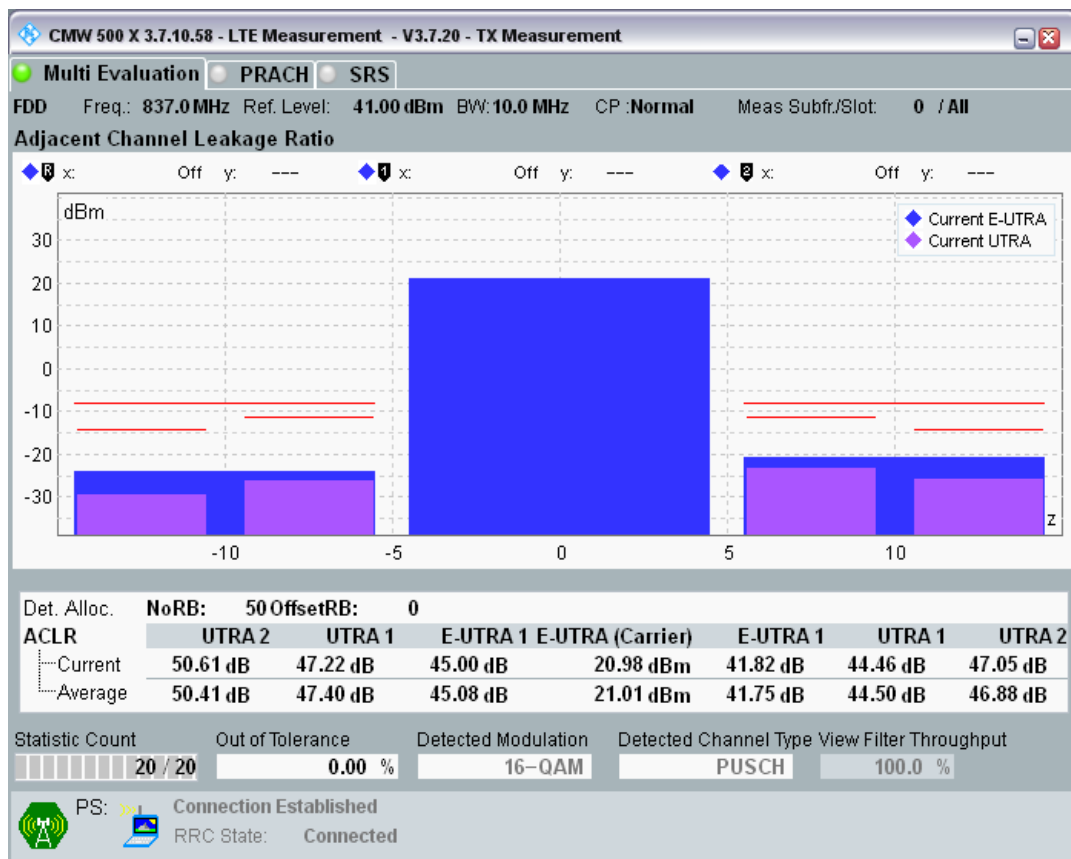 CMW 500 X 3.7.10.58 - LTE Measurement - V3.7.20 - TX Measurement
Multi Evaluation PRACH SRS
FDD Freq.: 837.0 MHz Ref. Level: 41.00 dBm BW: 10.0 MHz CP :Normal Meas Subfr./Slot: 0 / All
Adjacent Channel Leakage Ratio
R x: Off y: --- 1 x: Off y: --- 2 x: Off y: ---
dBm
Current E-UTRA
Current UTRA
30
20
10
0
-10
-20
-30
z
-10 -5 0 5 10
Det. Alloc. NoRB: 50 OffsetRB: 0
ACLR UTRA 2 UTRA 1 E-UTRA 1 E-UTRA (Carrier) E-UTRA 1 UTRA 1 UTRA 2
Current 50.61 dB 47.22 dB 45.00 dB 20.98 dBm 41.82 dB 44.46 dB 47.05 dB
Average 50.41 dB 47.40 dB 45.08 dB 21.01 dBm 41.75 dB 44.50 dB 46.88 dB
Statistic Count Out of Tolerance Detected Modulation Detected Channel Type View Filter Throughput
20 / 20 0.00 % 16-QAM PUSCH 100.0 %
PS: Connection Established
RRC State: Connected